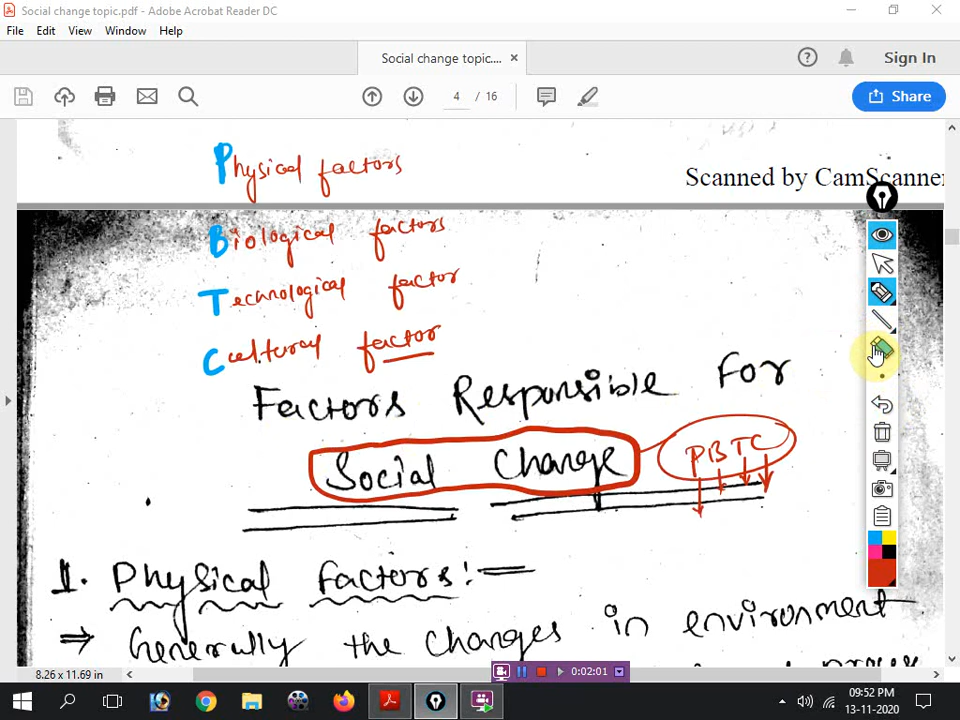 Social change topic.pdf - Adobe Acrobat Reader DC
File Edit View Window Help
Social change topic....
Sign In
4 / 16
Share
Physical factors
Scanned by CamScanner
Biological factors
Technological factor
Cultural factor
Factors Responsible For
Social Change PBTC
1. Physical factors:
⇒ Generally the changes in environment
8.26 x 11.69 in
0:02:01
09:52 PM
13-11-2020